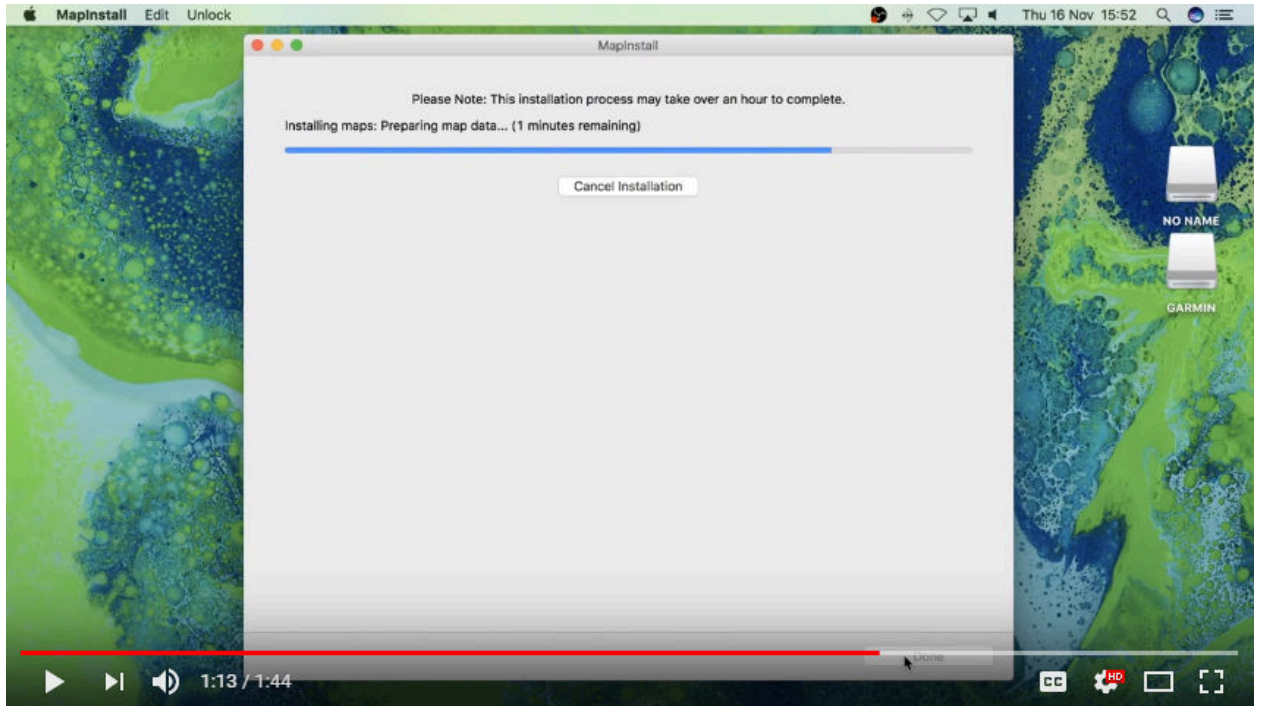 MapInstall Edit Unlock Thu 16 Nov 15:52
MapInstall
Please Note: This installation process may take over an hour to complete.
Installing maps: Preparing map data... (1 minutes remaining)
Cancel Installation
NO NAME
GARMIN
Done
1:13 / 1:44
CC HD